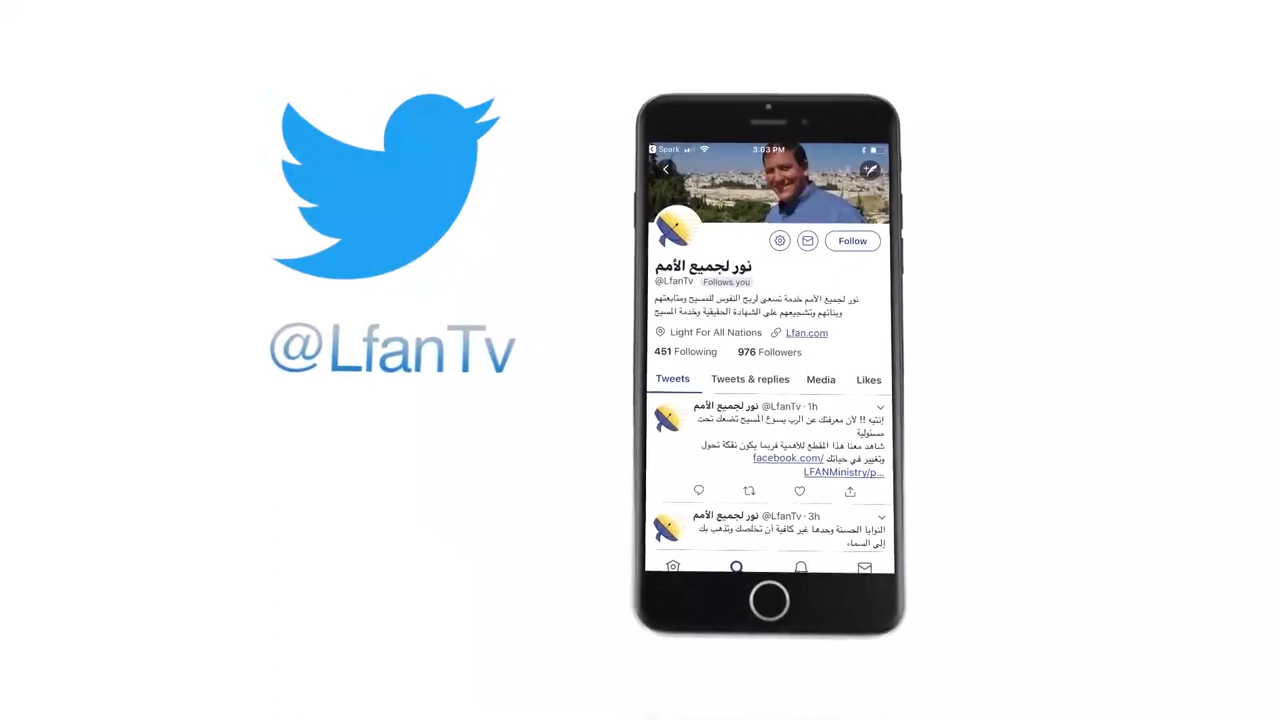 @LfanTv
Spark
3:03 PM
Follow
نور لجميع الأمم
@LfanTv Follows you
نور لجميع الأمم خدمة تسعى لربح النفوس للمسيح ومتابعتهم
وبنائهم وتشجيعهم على الشهادة الحقيقية وخدمة المسيح
Light For All Nations Lfan.com
451 Following 976 Followers
Tweets Tweets & replies Media Likes
نور لجميع الأمم @LfanTv · 1h
إنتبه !! لأن معرفتك عن الرب يسوع المسيح تضعك تحت
مسئولية
شاهد معنا هذا المقطع للأهمية فربما يكون نقكة تحول
وتغيير في حياتك facebook.com/
LFANMinistry/p...
نور لجميع الأمم @LfanTv · 3h
النوايا الحسنة وحدها غير كافية أن تخلصك وتذهب بك
إلى السماء